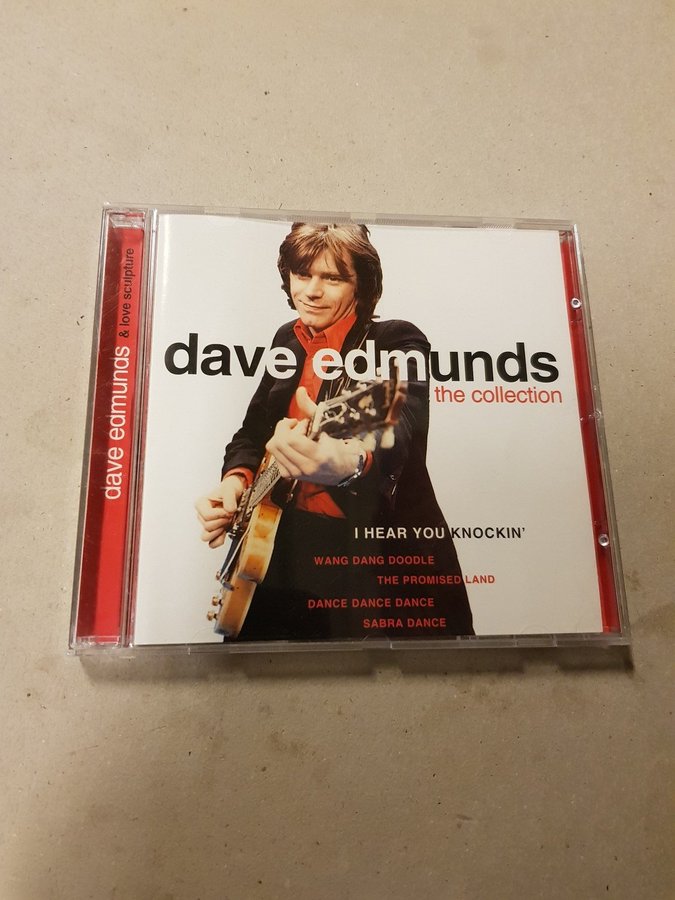 dave edmunds & love sculpture
dave edmunds
the collection
I HEAR YOU KNOCKIN'
WANG DANG DOODLE
THE PROMISED LAND
DANCE DANCE DANCE
SABRA DANCE